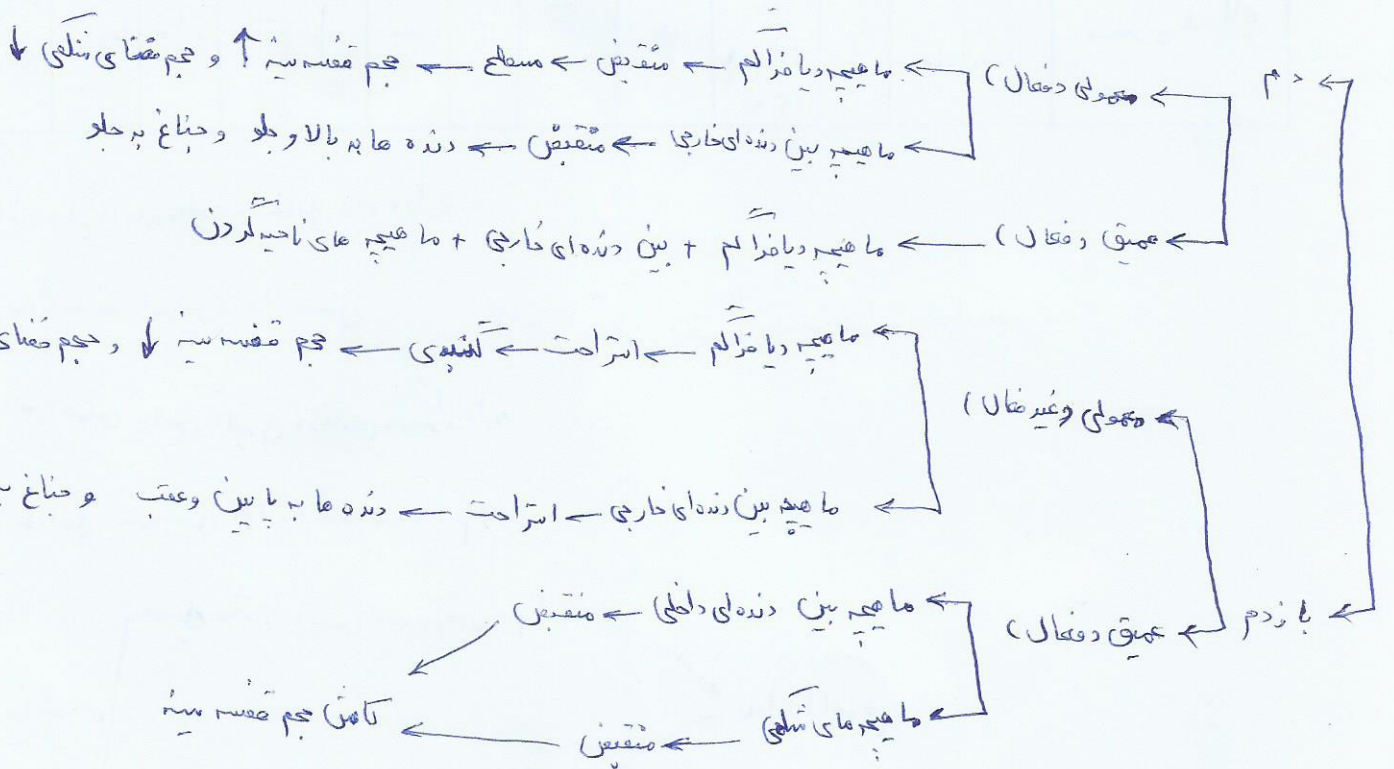 دم ← معمولی (فعال) ← ماهیچه دیافراگم ← منقبض ← مسطح ← حجم قفسه سینه ↑ و حجم فضای شکمی ↓
ماهیچه بین دنده‌ای خارجی ← منقبض ← دنده ها به بالا و جلو و جناغ به جلو
عمیق (فعال) ← ماهیچه دیافراگم + بین دنده‌ای خارجی + ماهیچه های ناحیه گردن
ماهیچه دیافراگم ← استراحت ← گنبدی ← حجم قفسه سینه ↓ و حجم فضای
معمولی (غیر فعال)
ماهیچه بین دنده‌ای خارجی ← استراحت ← دنده ها به پایین و عقب و جناغ
بازدم ← عمیق (فعال) ← ماهیچه بین دنده‌ای داخلی ← منقبض
ماهیچه های شکمی ← منقبض ← کاهش حجم قفسه سینه